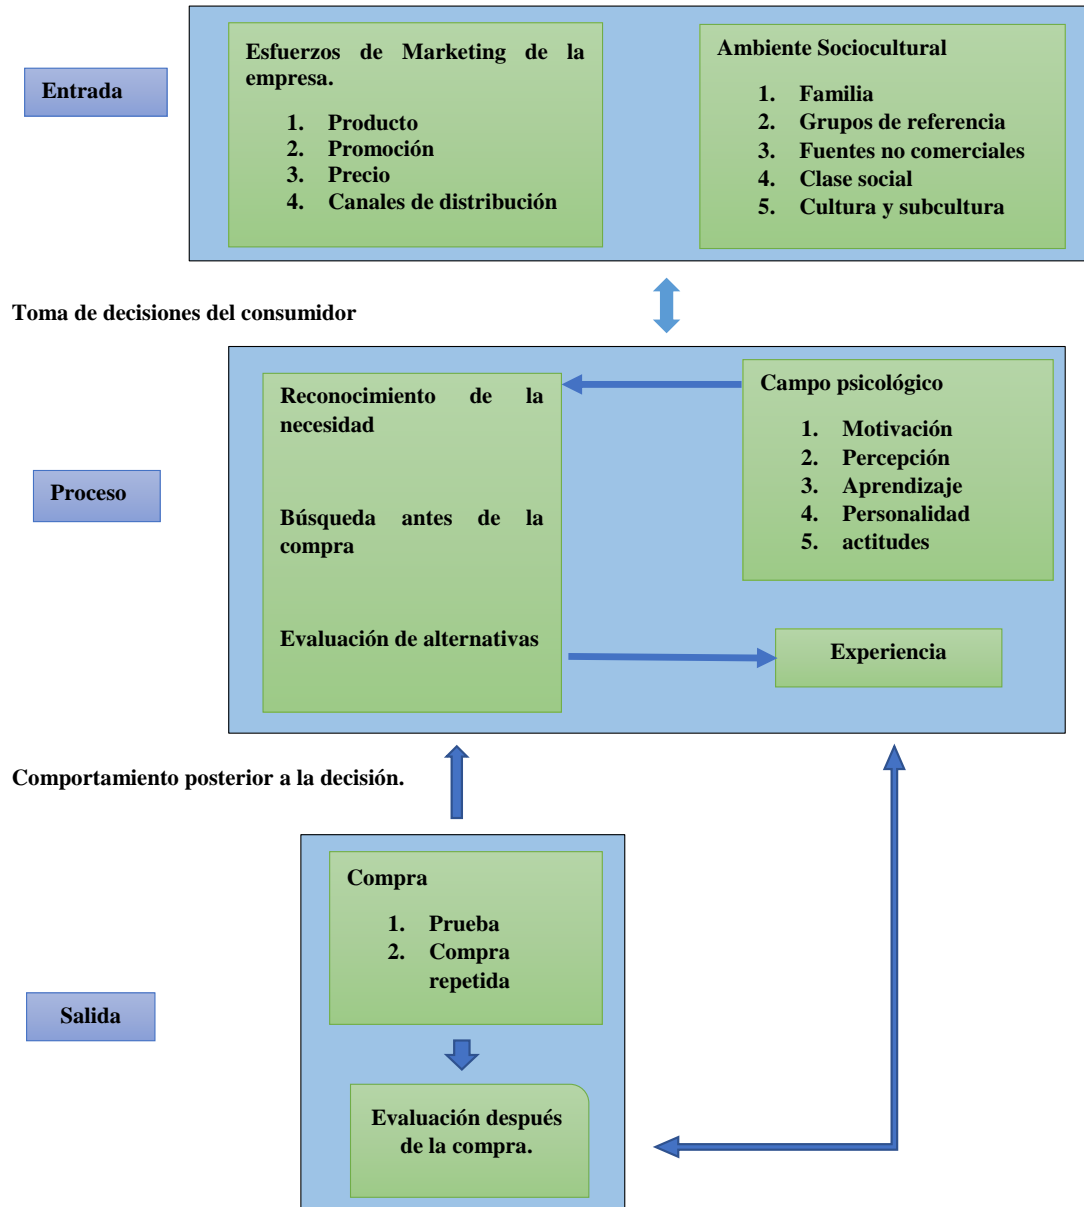 Entrada
Esfuerzos de Marketing de la
empresa.
1. Producto
2. Promoción
3. Precio
4. Canales de distribución
Ambiente Sociocultural
1. Familia
2. Grupos de referencia
3. Fuentes no comerciales
4. Clase social
5. Cultura y subcultura
Toma de decisiones del consumidor
Proceso
Reconocimiento de la
necesidad
Búsqueda antes de la
compra
Evaluación de alternativas
Campo psicológico
1. Motivación
2. Percepción
3. Aprendizaje
4. Personalidad
5. actitudes
Experiencia
Comportamiento posterior a la decisión.
Salida
Compra
1. Prueba
2. Compra
repetida
Evaluación después
de la compra.